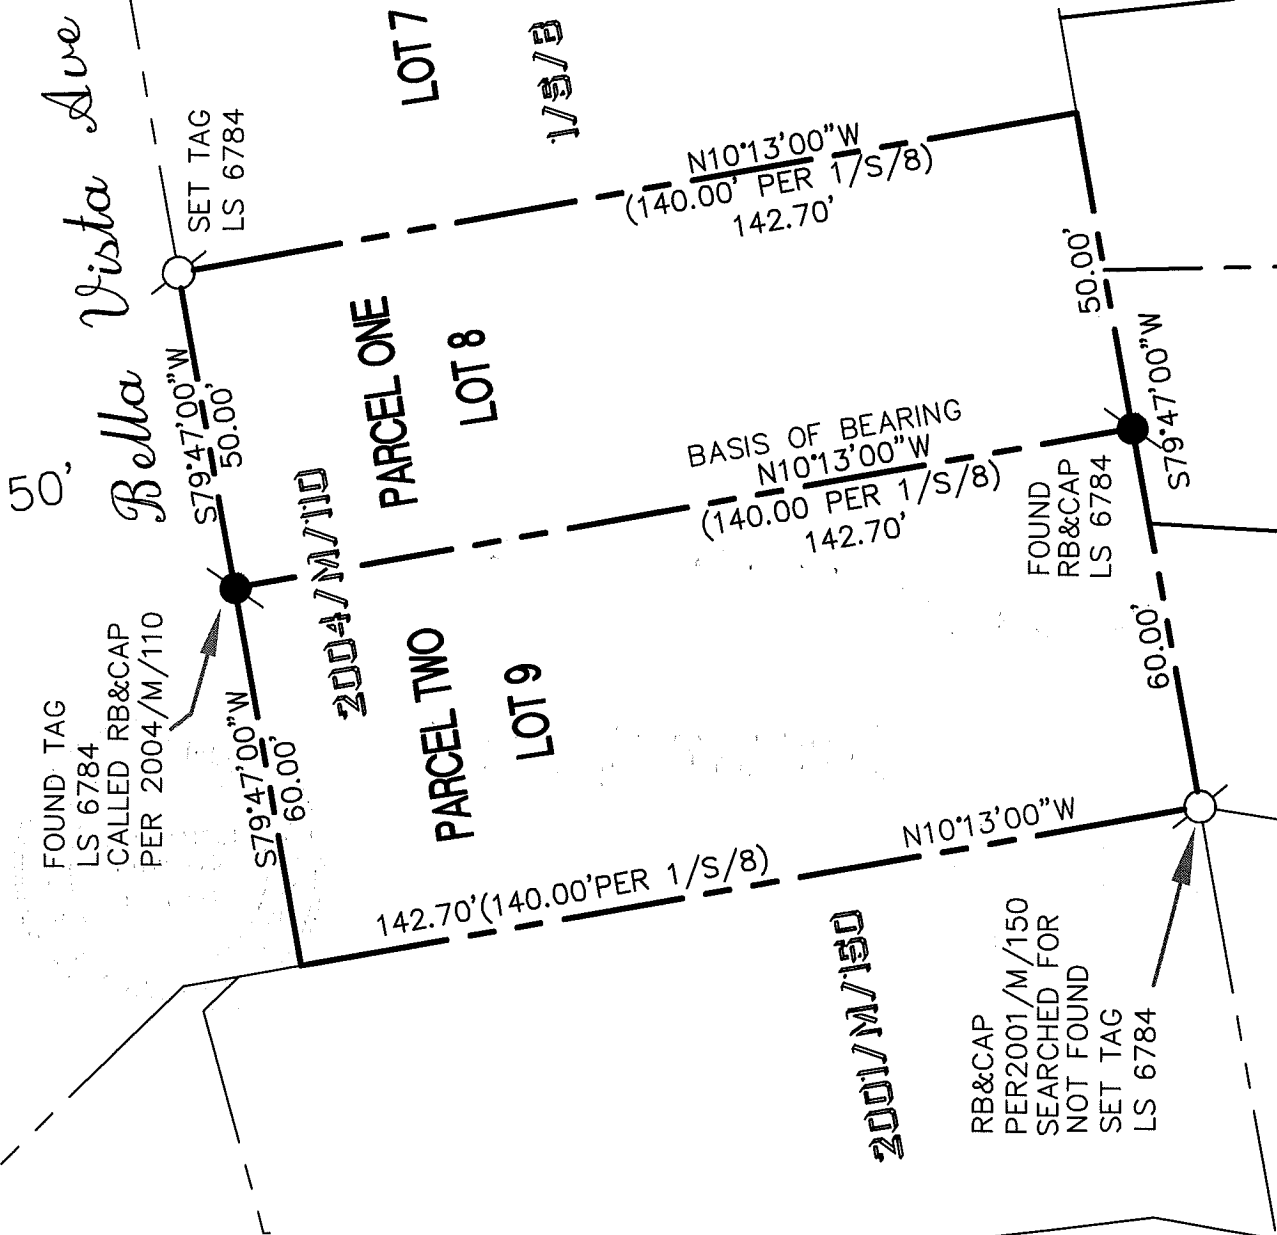 50'
Bella Vista Ave
SET TAG
LS 6784
LOT 7
1/S/8
N10°13'00"W
(140.00' PER 1/S/8)
142.70'
S79°47'00"W
50.00'
PARCEL ONE
LOT 8
50.00'
2004/M/110
BASIS OF BEARING
N10°13'00"W
(140.00 PER 1/S/8)
142.70'
FOUND
RB&CAP
LS 6784
S79°47'00"W
FOUND TAG
LS 6784
CALLED RB&CAP
PER 2004/M/110
S79°47'00"W
60.00'
PARCEL TWO
LOT 9
60.00'
142.70'(140.00'PER 1/S/8)
N10°13'00"W
2001/M/150
RB&CAP
PER2001/M/150
SEARCHED FOR
NOT FOUND
SET TAG
LS 6784